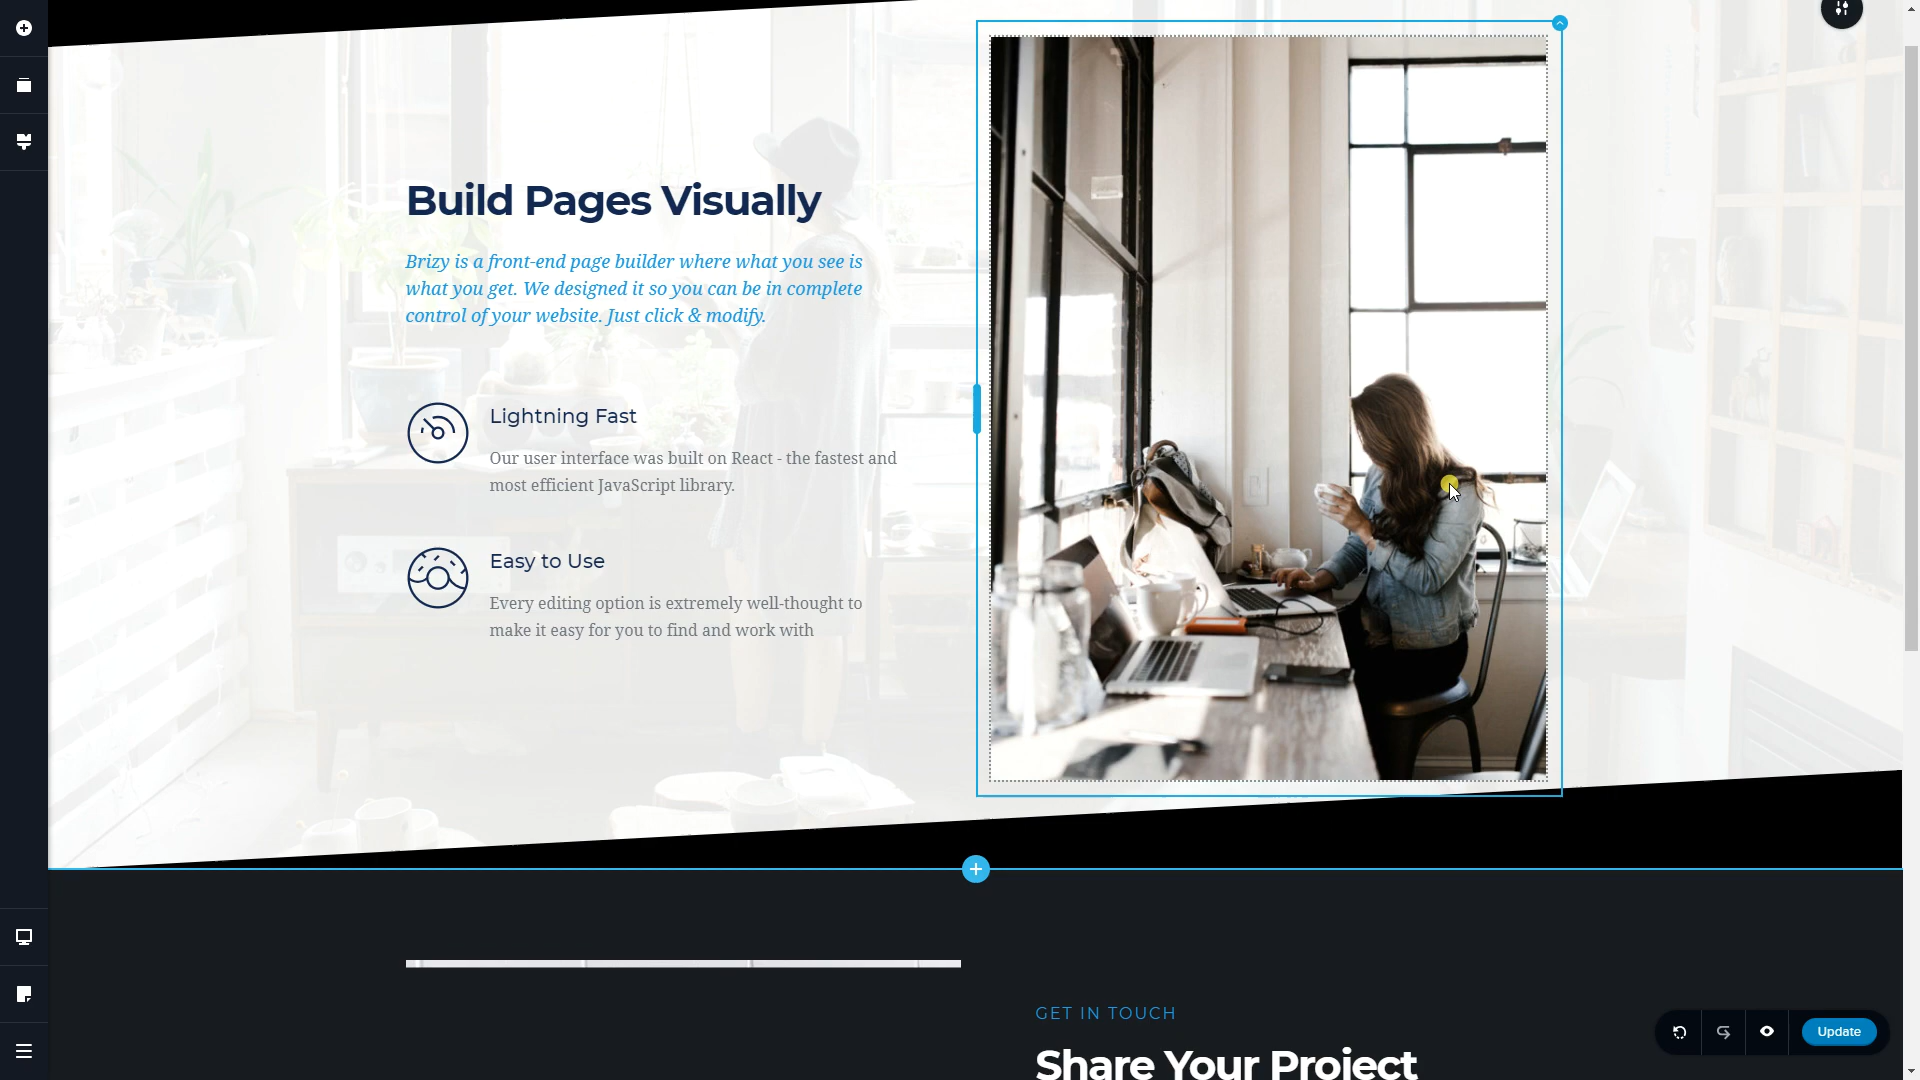 Build Pages Visually
Brizy is a front-end page builder where what you see is
what you get. We designed it so you can be in complete
control of your website. Just click & modify.
Lightning Fast
Our user interface was built on React - the fastest and
most efficient JavaScript library.
Easy to Use
Every editing option is extremely well-thought to
make it easy for you to find and work with
GET IN TOUCH
Share Your Project
Update